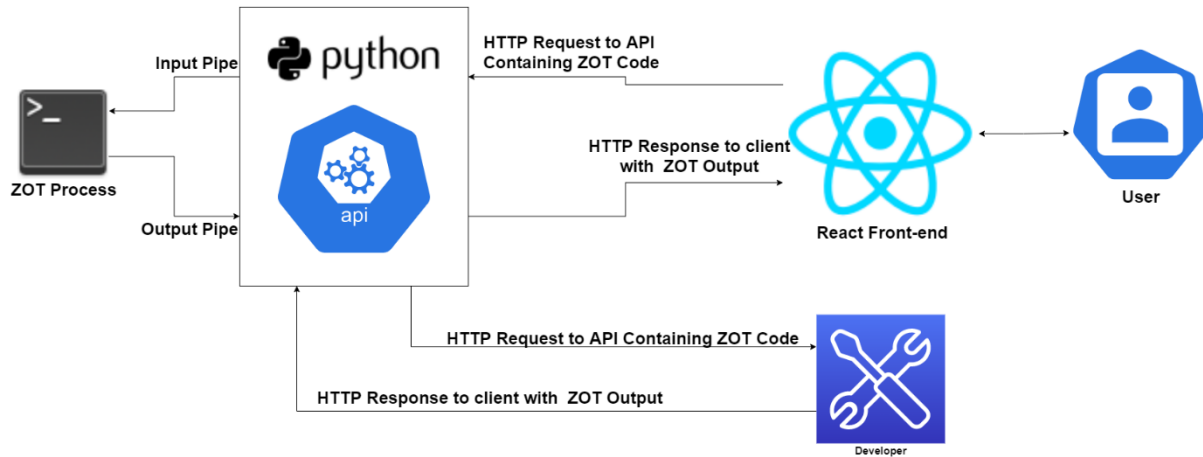 python
HTTP Request to API
Containing ZOT Code
Input Pipe
ZOT Process
Output Pipe
api
HTTP Response to client
with ZOT Output
React Front-end
User
HTTP Request to API Containing ZOT Code
HTTP Response to client with ZOT Output
Developer